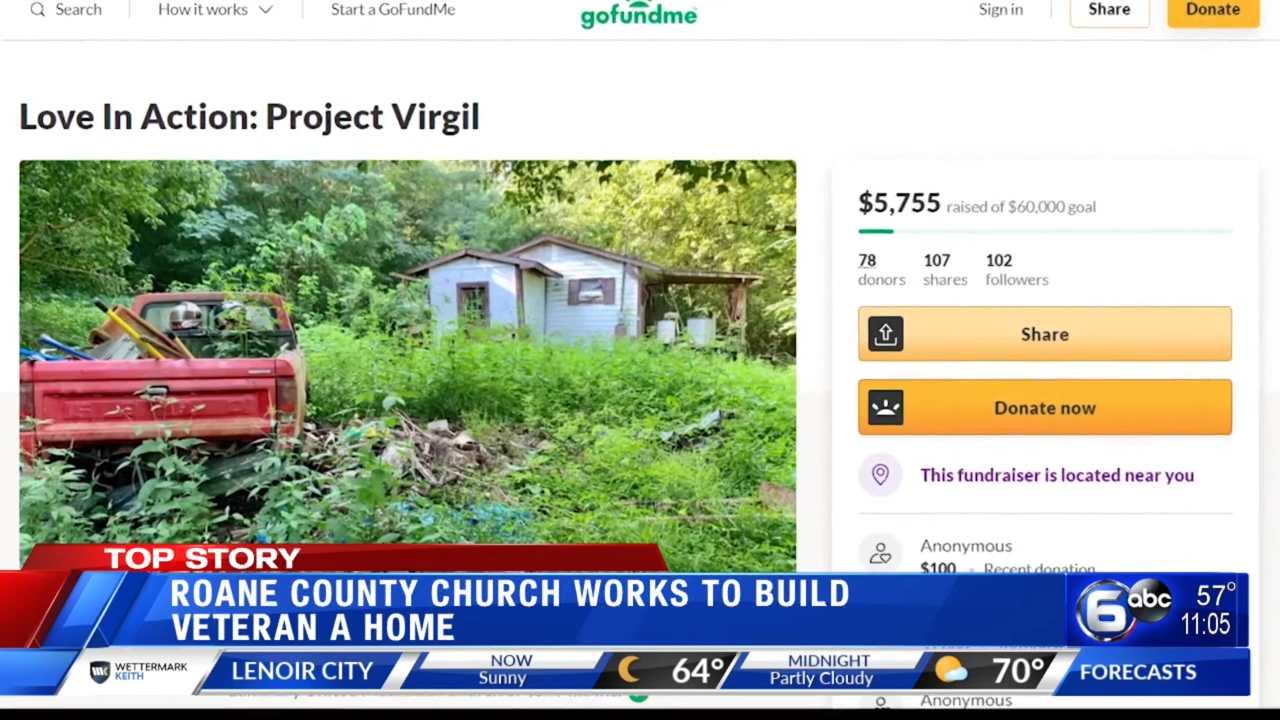 Search
How it works
Start a GoFundMe
gofundme
Sign in
Share
Donate
Love In Action: Project Virgil
$5,755 raised of $60,000 goal
78 107 102
donors shares followers
Share
Donate now
This fundraiser is located near you
Anonymous
$100 • Recent donation
TOP STORY
ROANE COUNTY CHURCH WORKS TO BUILD
VETERAN A HOME
6 abc
57°
11:05
WETTERMARK
KEITH
LENOIR CITY
NOW
Sunny
64°
MIDNIGHT
Partly Cloudy
70°
FORECASTS
Anonymous